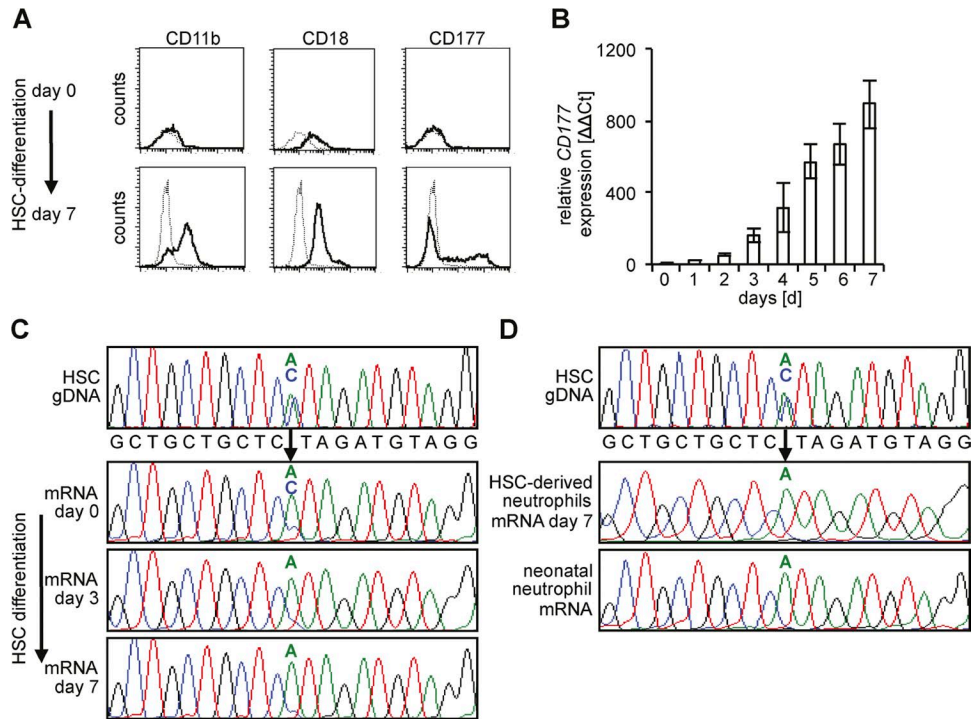 A
CD11b
CD18
CD177
HSC-differentiation
day 0
day 7
counts
counts
B
relative CD177
expression [ΔΔCt]
1200
800
400
0
0 1 2 3 4 5 6 7
days [d]
C
HSC
gDNA
A
C
G C T G C T G C T C T A G A T G T A G G
HSC differentiation
mRNA
day 0
A
C
mRNA
day 3
A
mRNA
day 7
A
D
HSC
gDNA
A
C
G C T G C T G C T C T A G A T G T A G G
HSC-derived
neutrophils
mRNA day 7
A
neonatal
neutrophil
mRNA
A